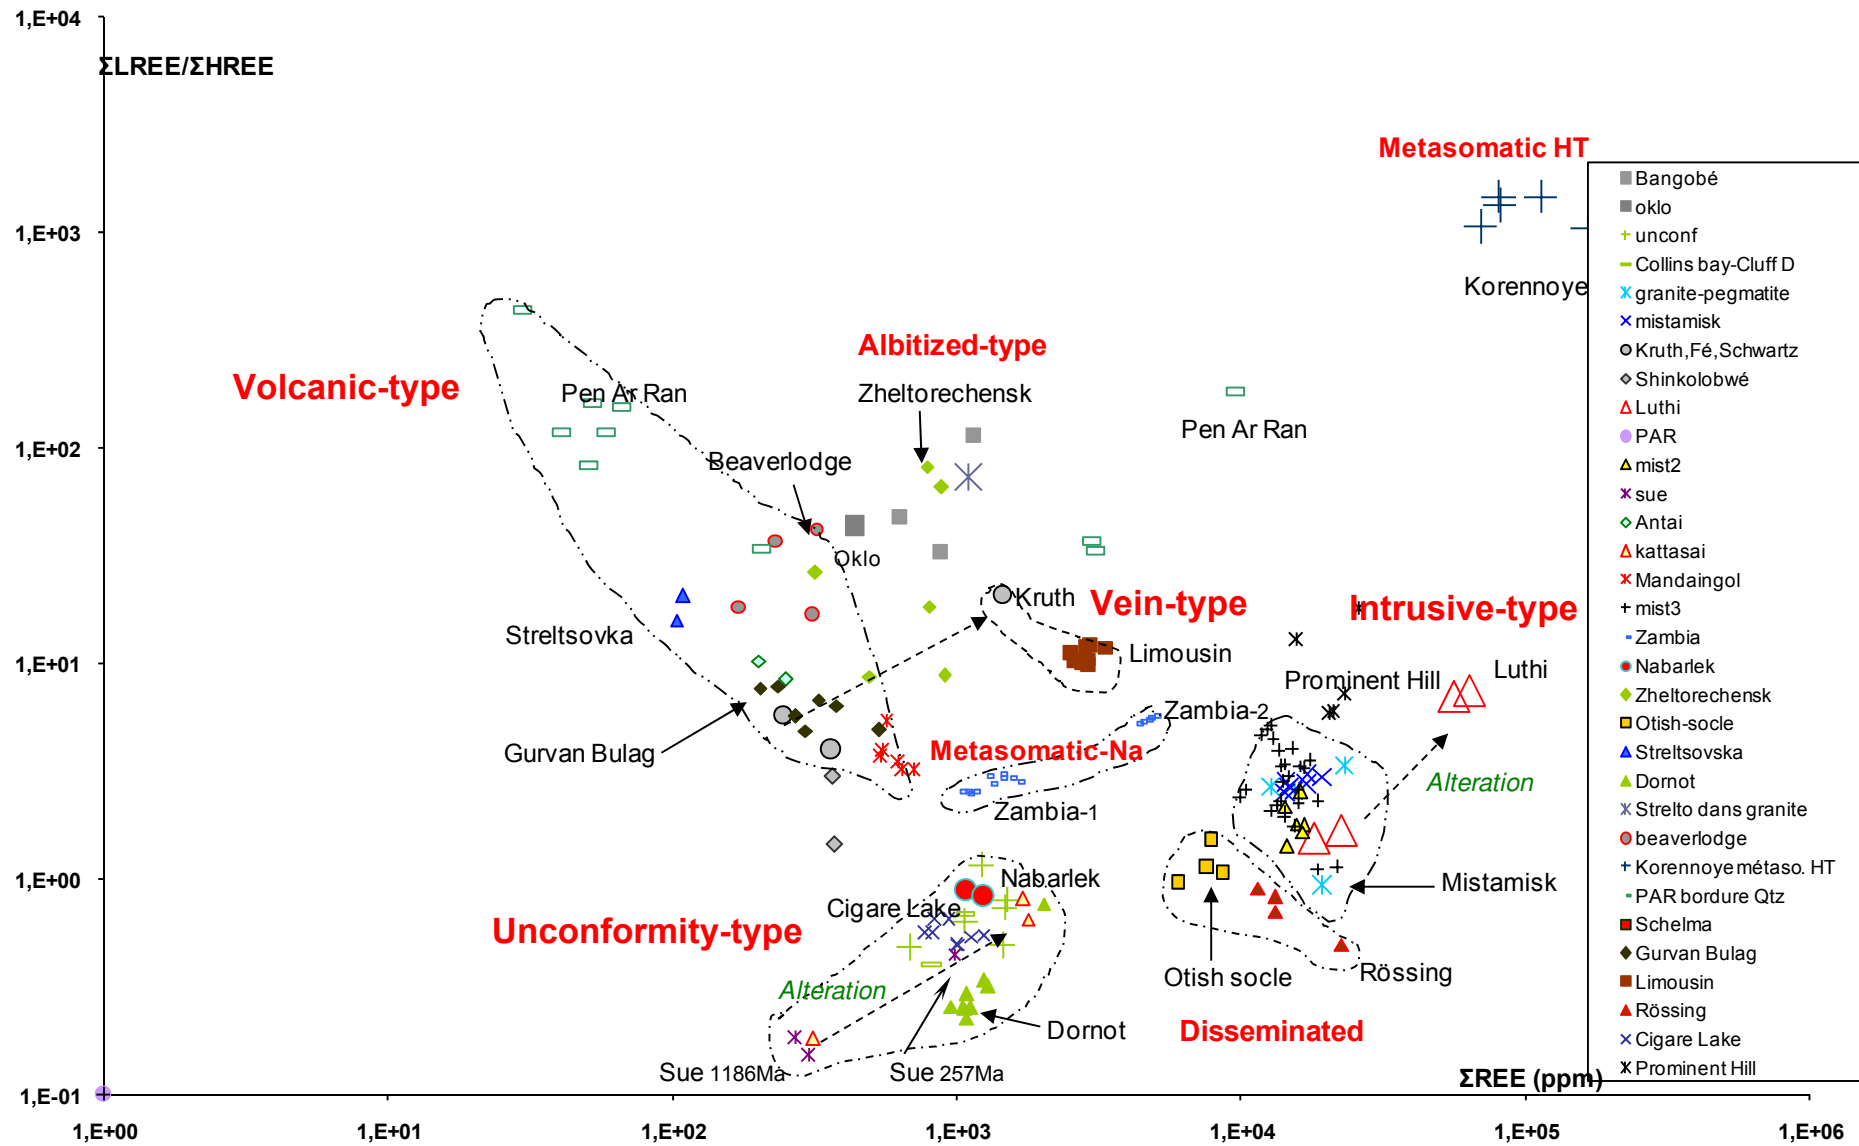 1,E+04
ΣLREE/ΣHREE
Metasomatic HT
1,E+03
Korennoye
Albitized-type
Volcanic-type
Pen Ar Ran
Zheltorechensk
Pen Ar Ran
1,E+02
Beaverlodge
Oklo
Kruth
Vein-type
Intrusive-type
Streltsovka
Limousin
1,E+01
Prominent Hill
Luthi
Zambia-2
Gurvan Bulag
Metasomatic-Na
Alteration
Zambia-1
1,E+00
Nabarlek
Mistamisk
Cigare Lake
Unconformity-type
Otish socle
Rössing
Alteration
Dornot
Disseminated
Sue 1186Ma
Sue 257Ma
ΣREE (ppm)
1,E-01
1,E+00
1,E+01
1,E+02
1,E+03
1,E+04
1,E+05
1,E+06
Bangobé
oklo
unconf
Collins bay-Cluff D
granite-pegmatite
mistamisk
Kruth,Fé,Schwartz
Shinkolobwé
Luthi
PAR
mist2
sue
Antai
kattasai
Mandaingol
mist3
Zambia
Nabarlek
Zheltorechensk
Otish-socle
Streltsovska
Dornot
Strelto dans granite
beaverlodge
Korennoye métaso. HT
PAR bordure Qtz
Schelma
Gurvan Bulag
Limousin
Rössing
Cigare Lake
Prominent Hill